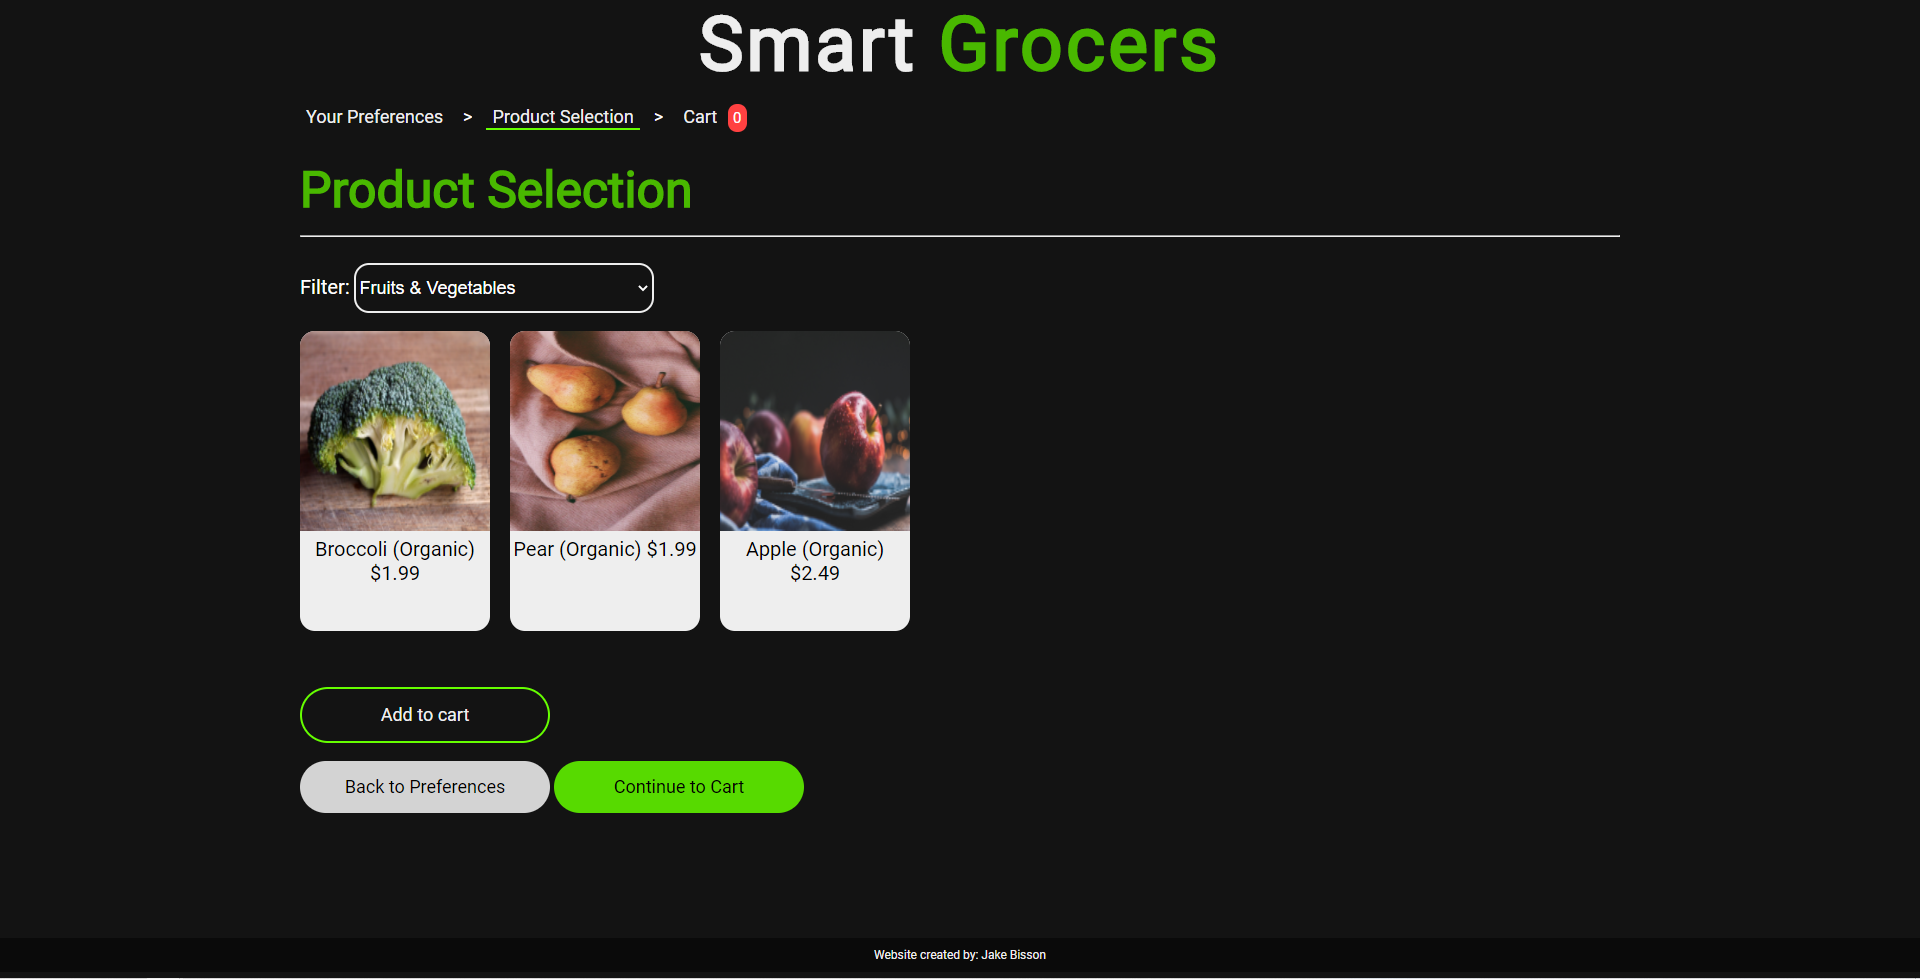 Smart Grocers
Your Preferences > Product Selection > Cart 0
Product Selection
Filter: Fruits & Vegetables
Broccoli (Organic)
$1.99
Pear (Organic) $1.99
Apple (Organic)
$2.49
Add to cart
Back to Preferences
Continue to Cart
Website created by: Jake Bisson